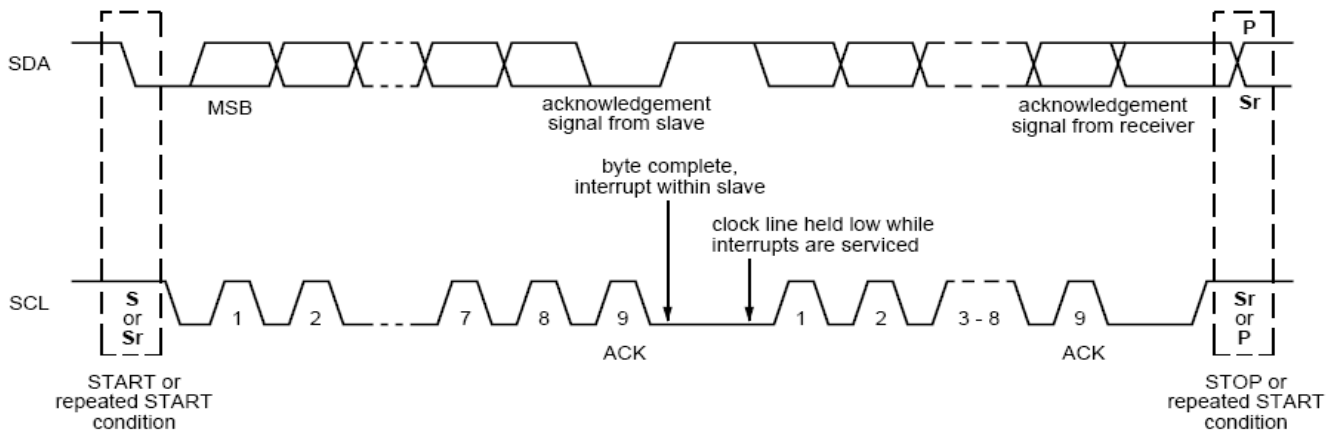 P
SDA
MSB
acknowledgement
signal from slave
acknowledgement
signal from receiver
Sr
byte complete,
interrupt within slave
clock line held low while
interrupts are serviced
SCL
S
or
Sr
1
2
7
8
9
1
2
3 - 8
9
Sr
or
P
ACK
ACK
START or
repeated START
condition
STOP or
repeated START
condition